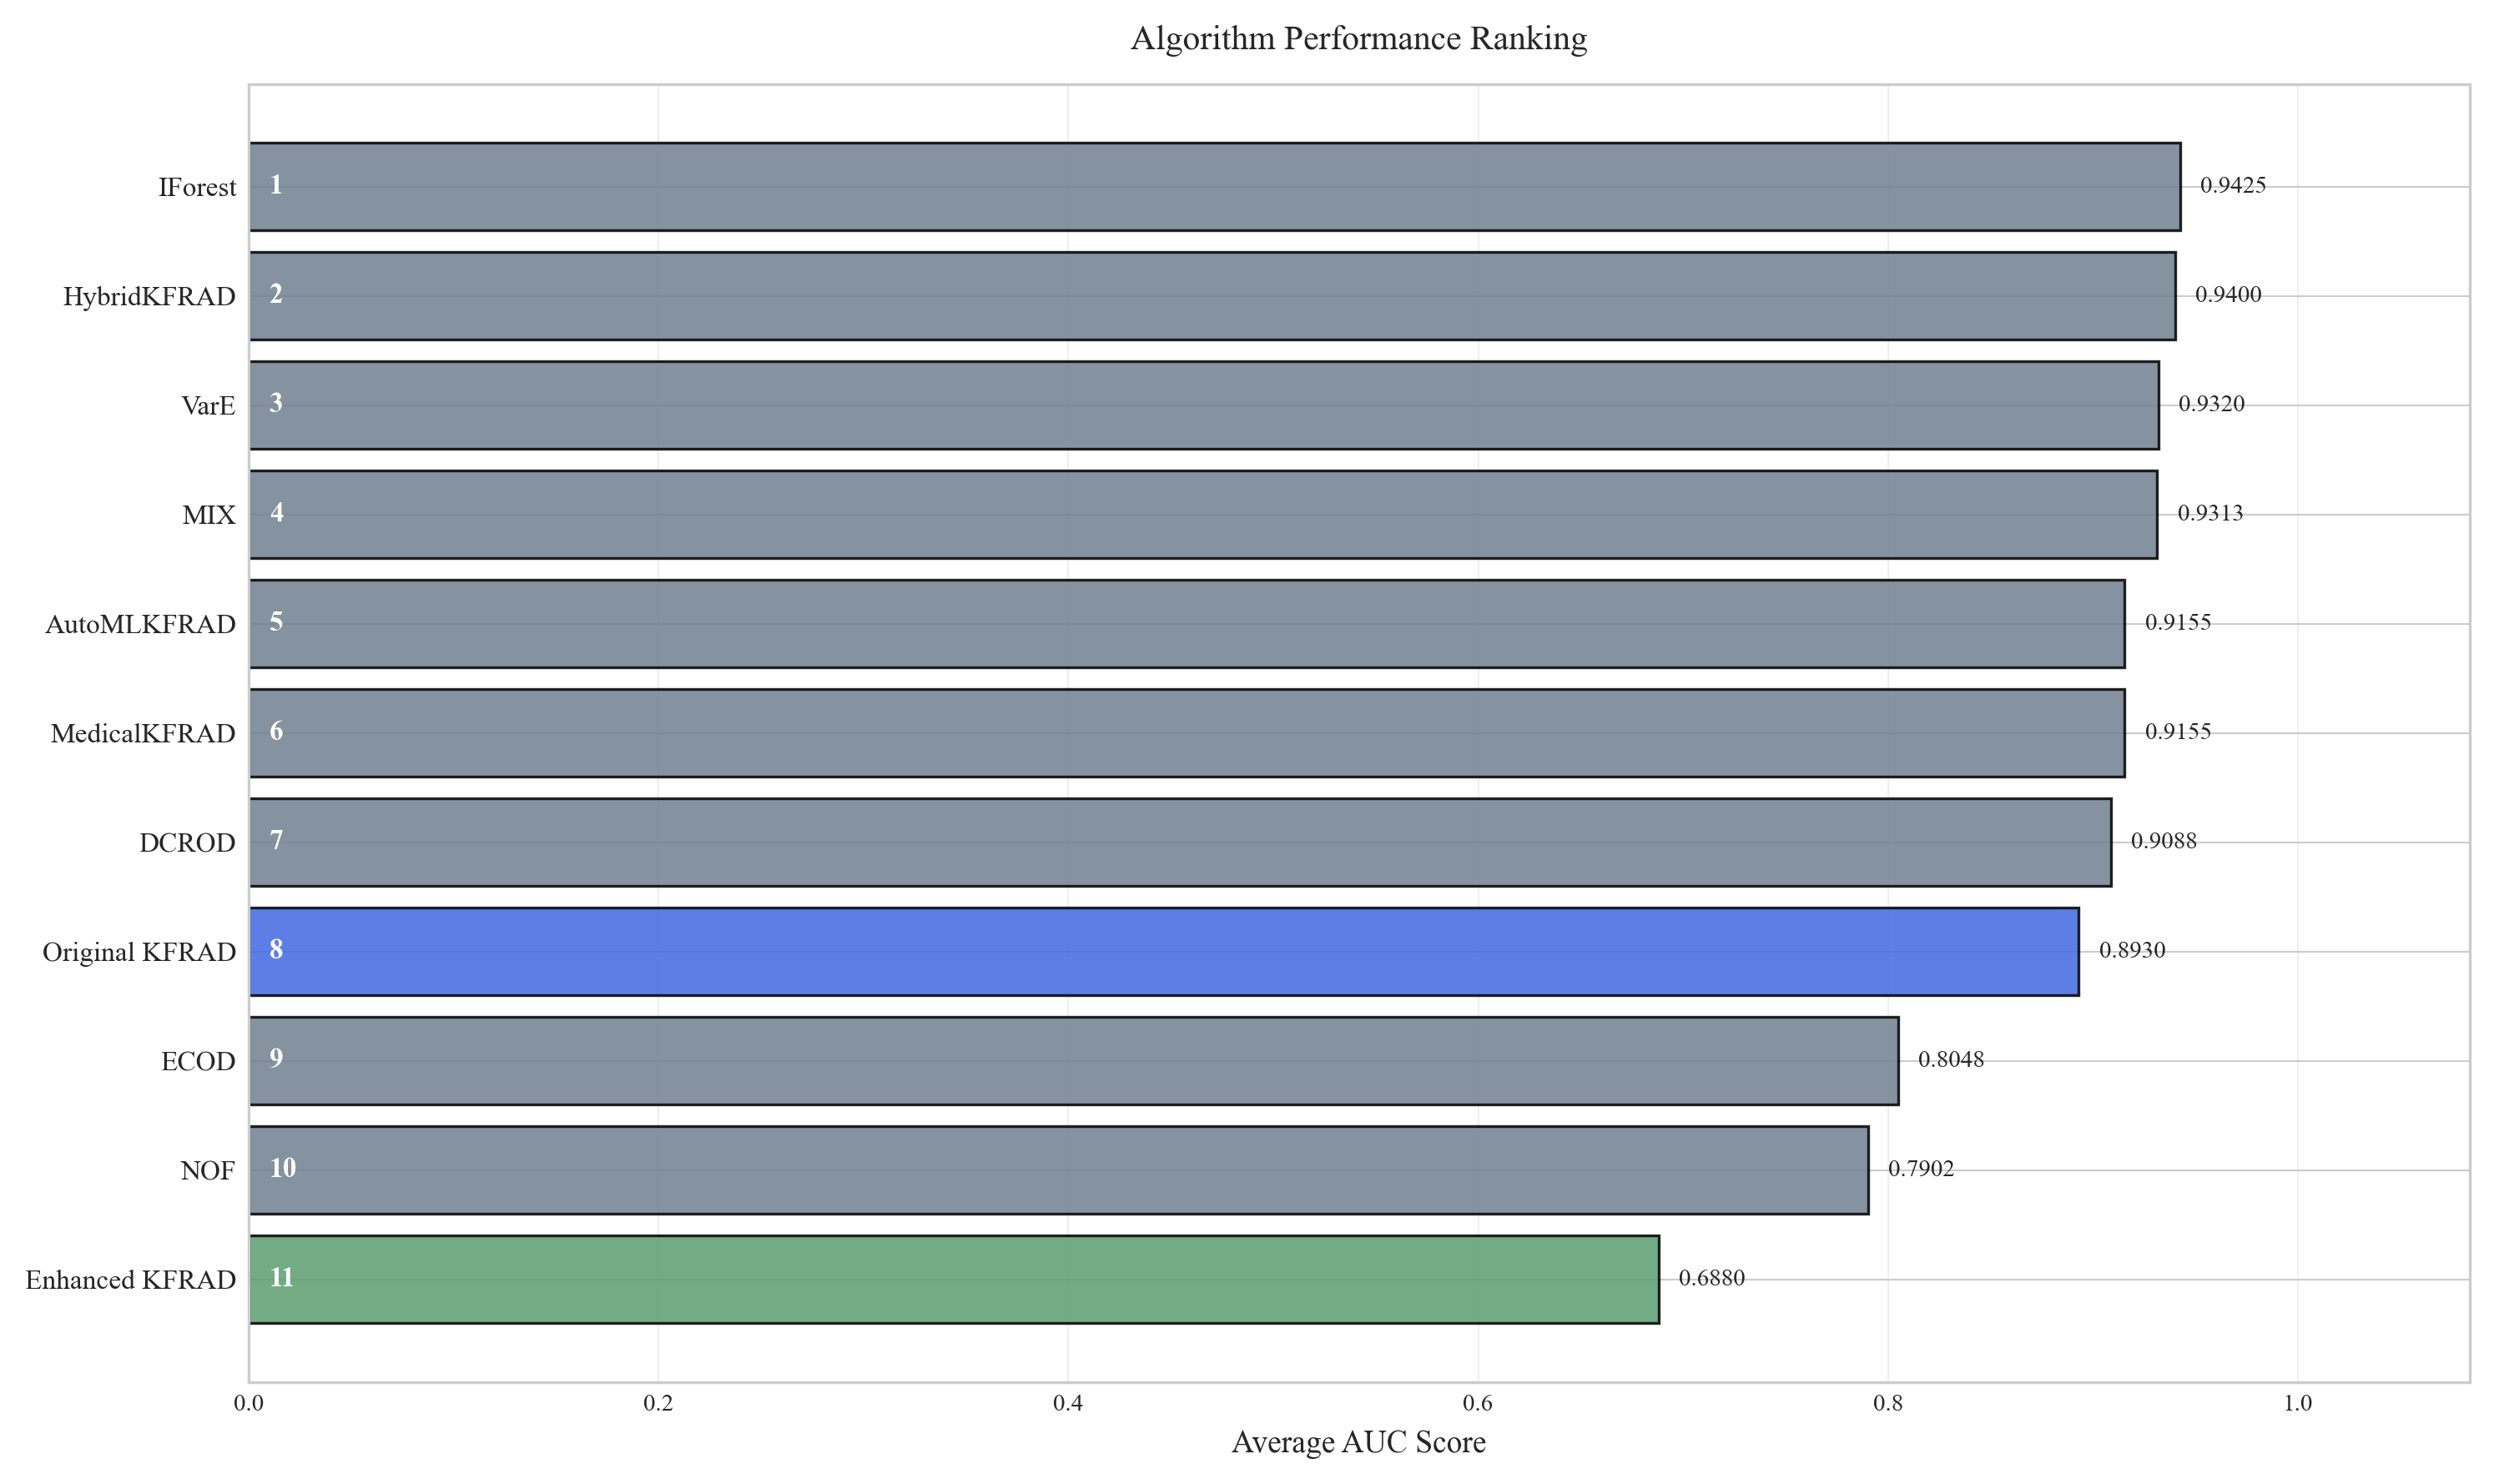 Algorithm Performance Ranking
IForest 1 0.9425
HybridKFRAD 2 0.9400
VarE 3 0.9320
MIX 4 0.9313
AutoMLKFRAD 5 0.9155
MedicalKFRAD 6 0.9155
DCROD 7 0.9088
Original KFRAD 8 0.8930
ECOD 9 0.8048
NOF 10 0.7902
Enhanced KFRAD 11 0.6880
0.0 0.2 0.4 0.6 0.8 1.0
Average AUC Score